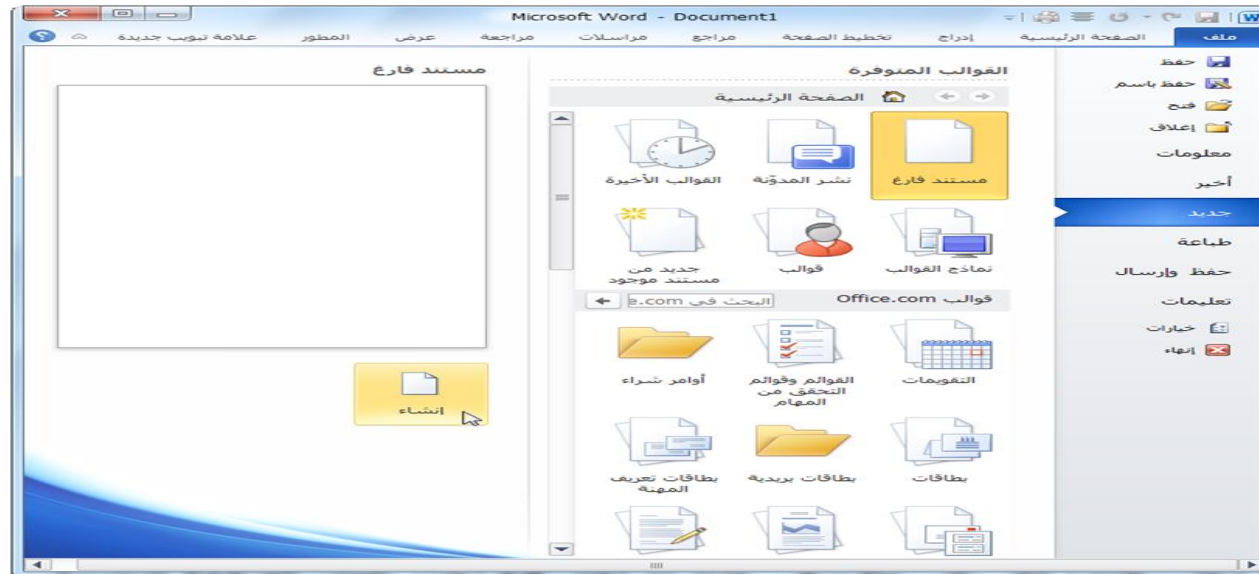 Microsoft Word - Document1
ملف الصفحة الرئيسية إدراج تخطيط الصفحة مراجع مراسلات مراجعة عرض المطور علامة تبويب جديدة
حفظ
حفظ باسم
فتح
إغلاق
معلومات
أخير
جديد
طباعة
حفظ وإرسال
تعليمات
خيارات
إنهاء
القوالب المتوفرة
الصفحة الرئيسية
مستند فارغ نشر المدوّنة القوالب الأخيرة
نماذج القوالب قوالب جديد من
مستند موجود
قوالب Office.com البحث في e.com
التقويمات القوائم وقوائم أوامر شراء
التحقق من
المهام
بطاقات بطاقات بريدية بطاقات تعريف
المهنة
مستند فارغ
إنشاء